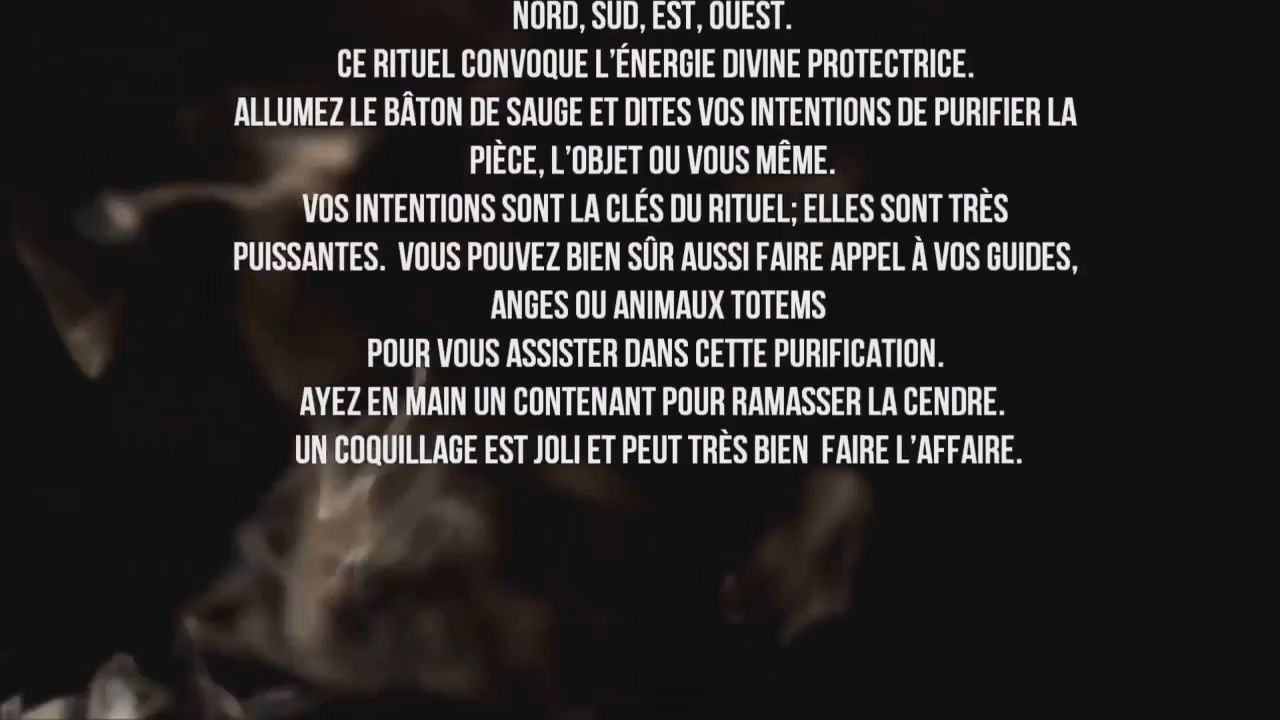 NORD, SUD, EST, OUEST.
CE RITUEL CONVOQUE L’ÉNERGIE DIVINE PROTECTRICE.
ALLUMEZ LE BÂTON DE SAUGE ET DITES VOS INTENTIONS DE PURIFIER LA
PIÈCE, L’OBJET OU VOUS MÊME.
VOS INTENTIONS SONT LA CLÉS DU RITUEL; ELLES SONT TRÈS
PUISSANTES.  VOUS POUVEZ BIEN SÛR AUSSI FAIRE APPEL À VOS GUIDES,
ANGES OU ANIMAUX TOTEMS
POUR VOUS ASSISTER DANS CETTE PURIFICATION.
AYEZ EN MAIN UN CONTENANT POUR RAMASSER LA CENDRE.
UN COQUILLAGE EST JOLI ET PEUT TRÈS BIEN  FAIRE L’AFFAIRE.